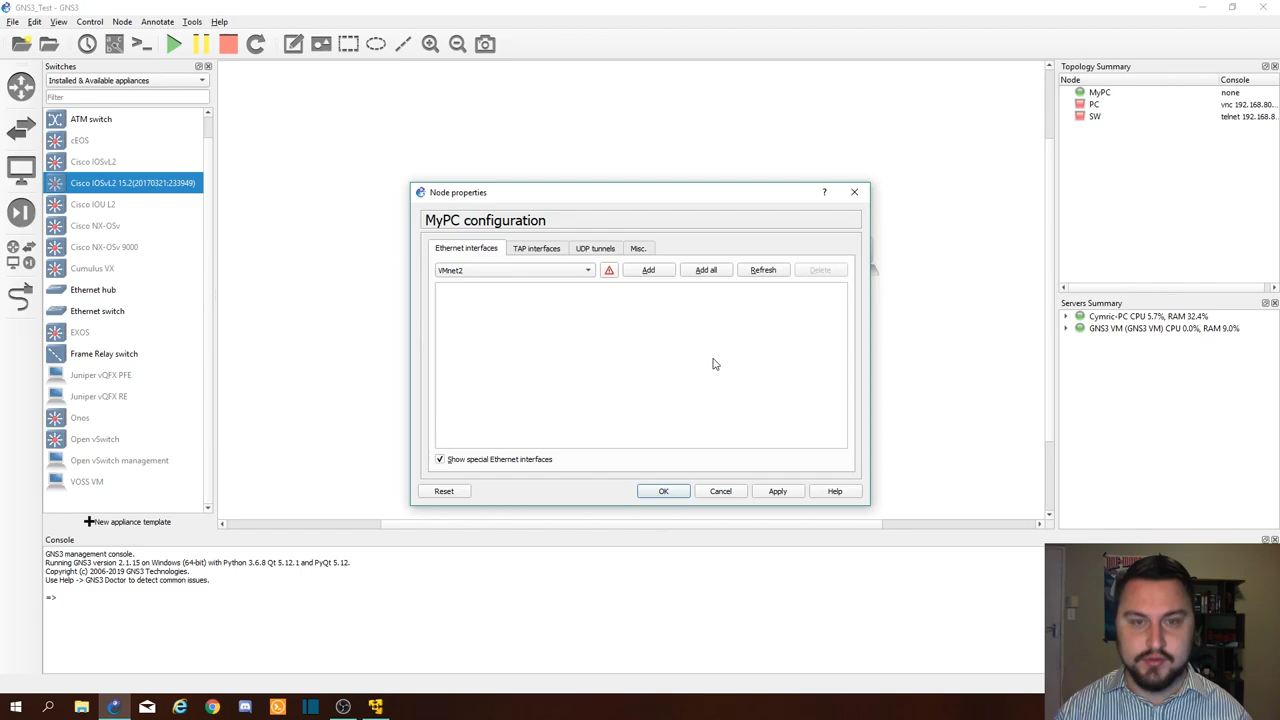 GNS3_Test - GNS3
File Edit View Control Node Annotate Tools Help
Switches
Installed & Available appliances
Filter
ATM switch
cEOS
Cisco IOSvL2
Cisco IOSvL2 15.2(20170321:233949)
Cisco IOU L2
Cisco NX-OSv
Cisco NX-OSv 9000
Cumulus VX
Ethernet hub
Ethernet switch
EXOS
Frame Relay switch
Juniper vQFX PFE
Juniper vQFX RE
Onos
Open vSwitch
Open vSwitch management
VOSS VM
New appliance template
Node properties
MyPC configuration
Ethernet interfaces TAP interfaces UDP tunnels Misc.
VMnet2 Add Add all Refresh Delete
Show special Ethernet interfaces
Reset OK Cancel Apply Help
Topology Summary
Node Console
MyPC none
PC vnc 192.168.80...
SW telnet 192.168.8...
Servers Summary
Cymric-PC CPU 5.7%, RAM 32.4%
GNS3 VM (GNS3 VM) CPU 0.0%, RAM 9.0%
Console
GNS3 management console.
Running GNS3 version 2.1.15 on Windows (64-bit) with Python 3.6.8 Qt 5.12.1 and PyQt 5.12.
Copyright (c) 2006-2019 GNS3 Technologies.
Use Help -> GNS3 Doctor to detect common issues.
=>